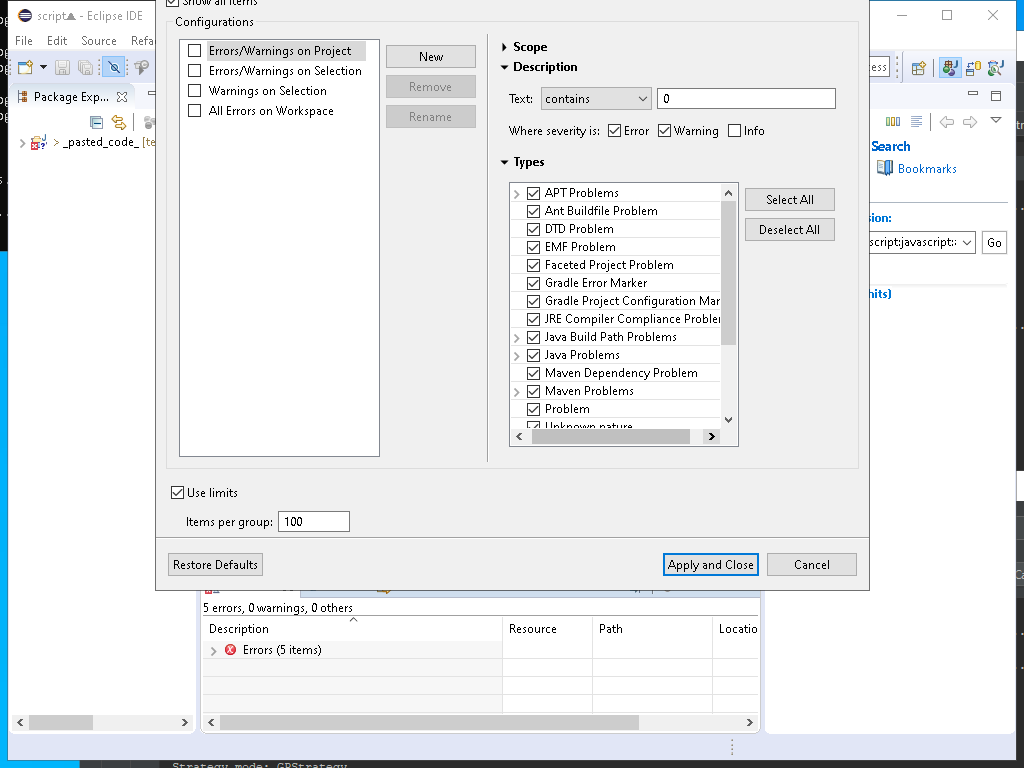 script - Eclipse IDE
Show all items
File Edit Source Refa
Configurations
Errors/Warnings on Project
Errors/Warnings on Selection
Warnings on Selection
All Errors on Workspace
New
Remove
Rename
Scope
Description
Text: contains 0
Where severity is: Error Warning Info
Types
APT Problems
Ant Buildfile Problem
DTD Problem
EMF Problem
Faceted Project Problem
Gradle Error Marker
Gradle Project Configuration Mar
JRE Compiler Compliance Probler
Java Build Path Problems
Java Problems
Maven Dependency Problem
Maven Problems
Problem
Unknown nature
Select All
Deselect All
Package Exp...
> _pasted_code_ [te
ess
Search
Bookmarks
sion:
script:javascript:
Go
hits)
Use limits
Items per group: 100
Restore Defaults
Apply and Close
Cancel
5 errors, 0 warnings, 0 others
Description Resource Path Locatio
Errors (5 items)
Strategy mode: GPStrategy